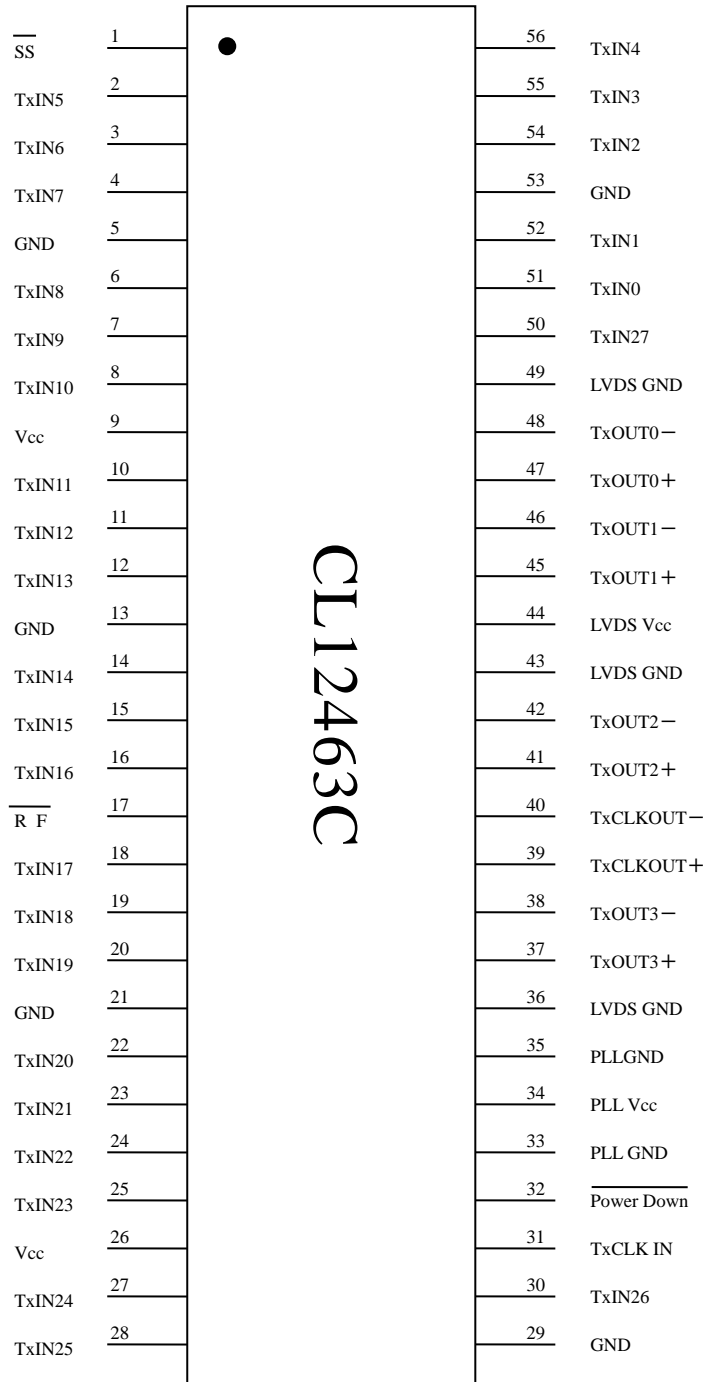 SS 1 56 TxIN4
TxIN5 2 55 TxIN3
TxIN6 3 54 TxIN2
TxIN7 4 53 GND
GND 5 52 TxIN1
TxIN8 6 51 TxIN0
TxIN9 7 50 TxIN27
TxIN10 8 49 LVDS GND
Vcc 9 48 TxOUT0−
TxIN11 10 47 TxOUT0+
TxIN12 11 46 TxOUT1−
TxIN13 12 45 TxOUT1+
GND 13 44 LVDS Vcc
TxIN14 14 43 LVDS GND
TxIN15 15 42 TxOUT2−
TxIN16 16 41 TxOUT2+
R F 17 40 TxCLKOUT−
TxIN17 18 39 TxCLKOUT+
TxIN18 19 38 TxOUT3−
TxIN19 20 37 TxOUT3+
GND 21 36 LVDS GND
TxIN20 22 35 PLLGND
TxIN21 23 34 PLL Vcc
TxIN22 24 33 PLL GND
TxIN23 25 32 Power Down
Vcc 26 31 TxCLK IN
TxIN24 27 30 TxIN26
TxIN25 28 29 GND
CL12463C